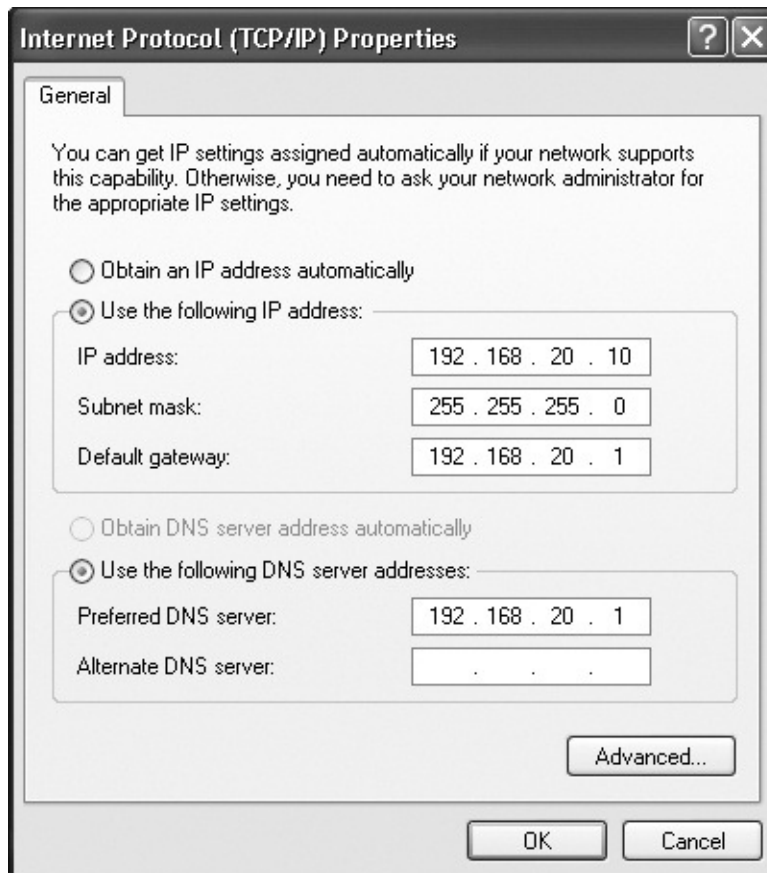 Internet Protocol (TCP/IP) Properties
General
You can get IP settings assigned automatically if your network supports
this capability. Otherwise, you need to ask your network administrator for
the appropriate IP settings.
Obtain an IP address automatically
Use the following IP address:
IP address: 192 . 168 . 20 . 10
Subnet mask: 255 . 255 . 255 . 0
Default gateway: 192 . 168 . 20 . 1
Obtain DNS server address automatically
Use the following DNS server addresses:
Preferred DNS server: 192 . 168 . 20 . 1
Alternate DNS server: . . .
Advanced...
OK Cancel